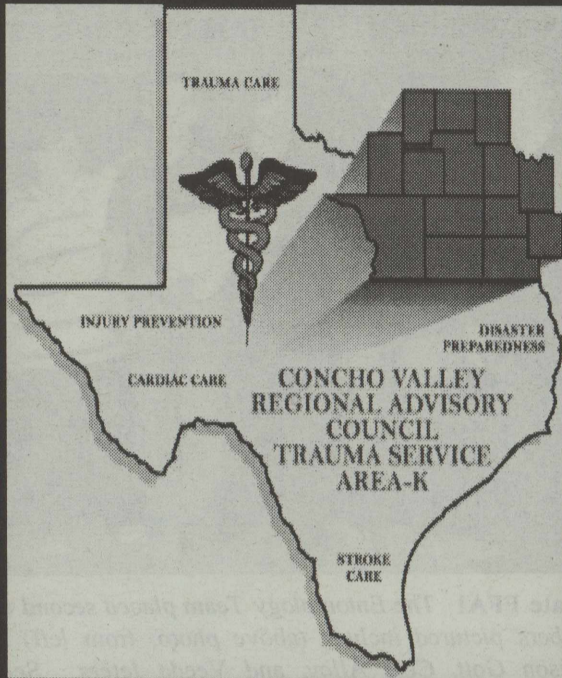 TRAUMA CARE
INJURY PREVENTION
DISASTER
PREPAREDNESS
CARDIAC CARE
CONCHO VALLEY
REGIONAL ADVISORY
COUNCIL
TRAUMA SERVICE
AREA-K
STROKE
CARE